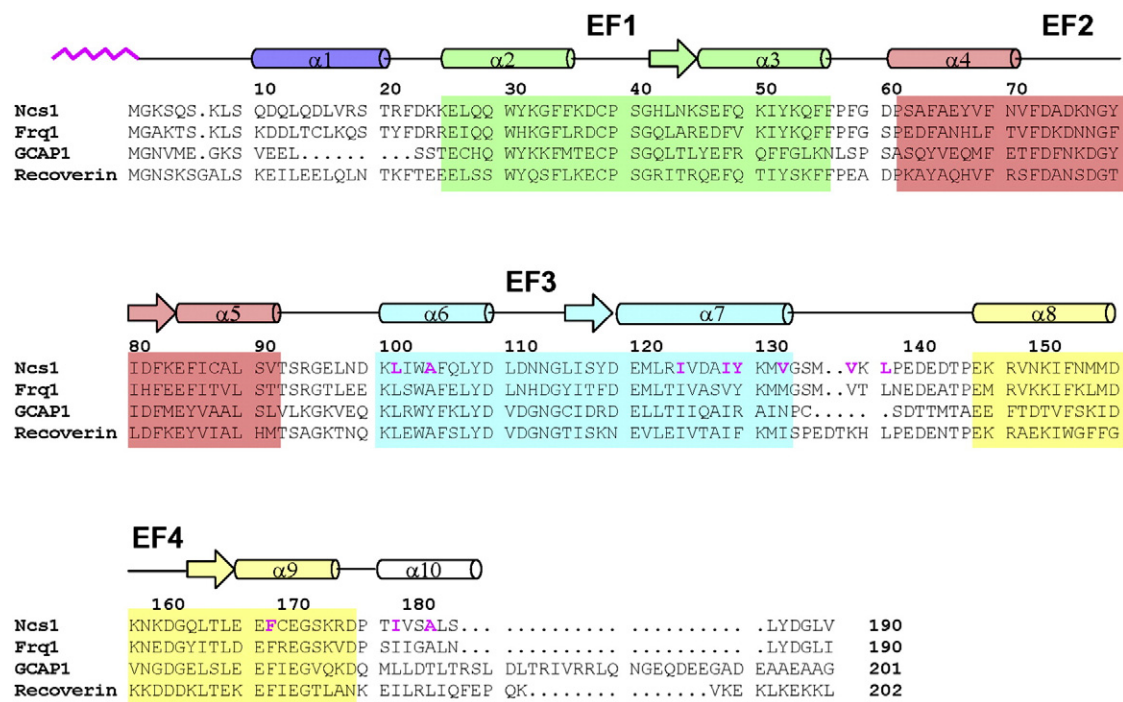 EF1 EF2
α1 α2 α3 α4
10 20 30 40 50 60 70
Ncs1 MGKSQS.KLS QDQLQDLVRS TRFDKKELQQ WYKGFFKDCP SGHLNKSEFQ KIYKQFFPFG DPSAFAEYVF NVFDADKNGY
Frq1 MGAKTS.KLS KDDLTCLKQS TYFDRREIQQ WHKGFLRDCP SGQLAREDFV KIYKQFFPFG SPEDFANHLF TVFDKDNNGF
GCAP1 MGNVME.GKS VEEL...... ...SSTECHQ WYKKFMTECP SGQLTLYEFR QFFGLKNLSP SASQYVEQMF ETFDFNKDGY
Recoverin MGNSKSGALS KEILEELQLN TKFTEEELSS WYQSFLKECP SGRITRQEFQ TIYSKFFPEA DPKAYAQHVF RSFDANSDGT
EF3
α5 α6 α7 α8
80 90 100 110 120 130 140 150
Ncs1 IDFKEFICAL SVTSRGELND KLIWAFQLYD LDNNGLISYD EMLRIVDAIY KMVGSM..VK LPEDEDTPEK RVNKIFNMMD
Frq1 IHFEEFITVL STTSRGTLEE KLSWAFELYD LNHDGYITFD EMLTIVASVY KMMGSM..VT LNEDEATPEM RVKKIFKLMD
GCAP1 IDFMEYVAAL SLVLKGKVEQ KLRWYFKLYD VDGNGCIDRD ELLTIIQAIR AINPC..... .SDTTMTAEE FTDTVFSKID
Recoverin LDFKEYVIAL HMTSAGKTNQ KLEWAFSLYD VDGNGTISKN EVLEIVTAIF KMISPEDTKH LPEDENTPEK RAEKIWGFFG
EF4
α9 α10
160 170 180
Ncs1 KNKDGQLTLE EFCEGSKRDP TIVSALS... .......... .......... ....LYDGLV 190
Frq1 KNEDGYITLD EFREGSKVDP SIIGALN... .......... .......... ....LYDGLI 190
GCAP1 VNGDGELSLE EFIEGVQKDQ MLLDTLTRSL DLTRIVRRLQ NGEQDEEGAD EAAEAAG 201
Recoverin KKDDDKLTEK EFIEGTLANK EILRLIQFEP QK........ .......VKE KLKEKKL 202